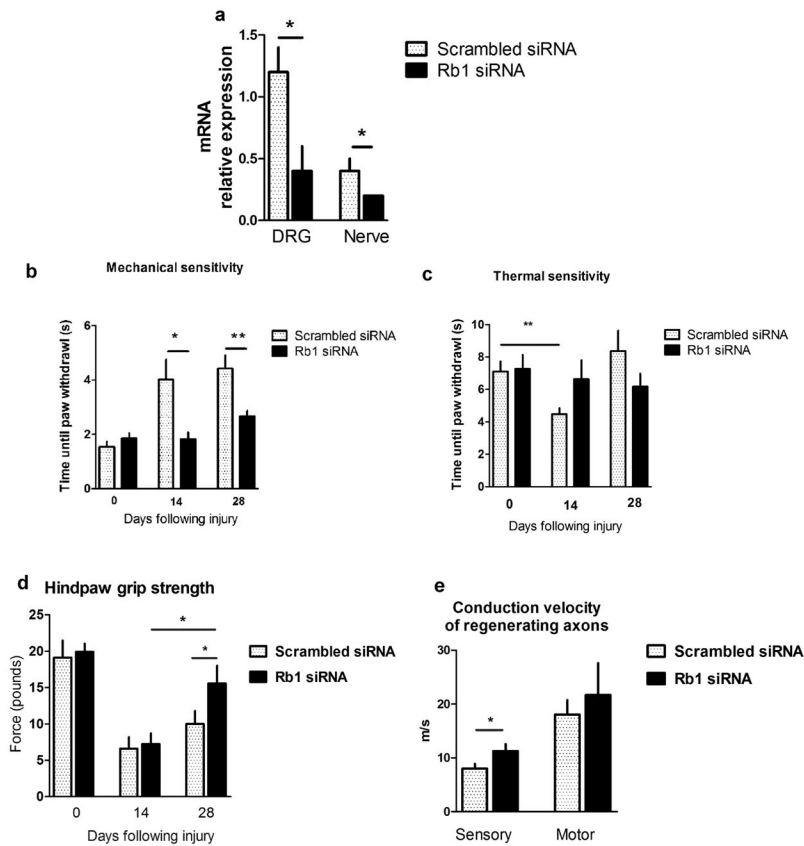 a
*
*
1.5
1.0
0.5
0.0
mRNA
relative expression
DRG Nerve
Scrambled siRNA
Rb1 siRNA
b
Mechanical sensitivity
TIme until paw withdrawl (s)
6
4
2
0
*
**
0 14 28
Days following injury
Scrambled siRNA
Rb1 siRNA
c
Thermal sensitivity
Time until paw withdrawl (s)
10
8
6
4
2
0
**
0 14 28
Days following injury
Scrambled siRNA
Rb1 siRNA
d
Hindpaw grip strength
Force (pounds)
25
20
15
10
5
0
*
*
0 14 28
Days following injury
Scrambled siRNA
Rb1 siRNA
e
Conduction velocity
of regenerating axons
m/s
30
20
10
0
*
Sensory Motor
Scrambled siRNA
Rb1 siRNA